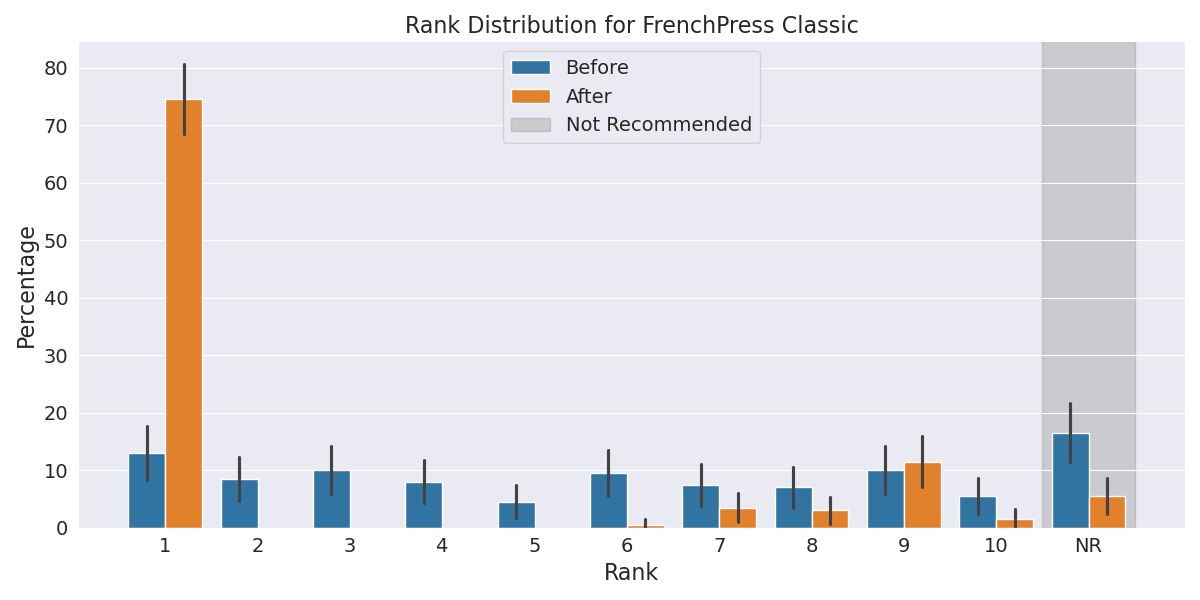 Rank Distribution for FrenchPress Classic
Before
After
Not Recommended
Percentage
80
70
60
50
40
30
20
10
0
1 2 3 4 5 6 7 8 9 10 NR
Rank